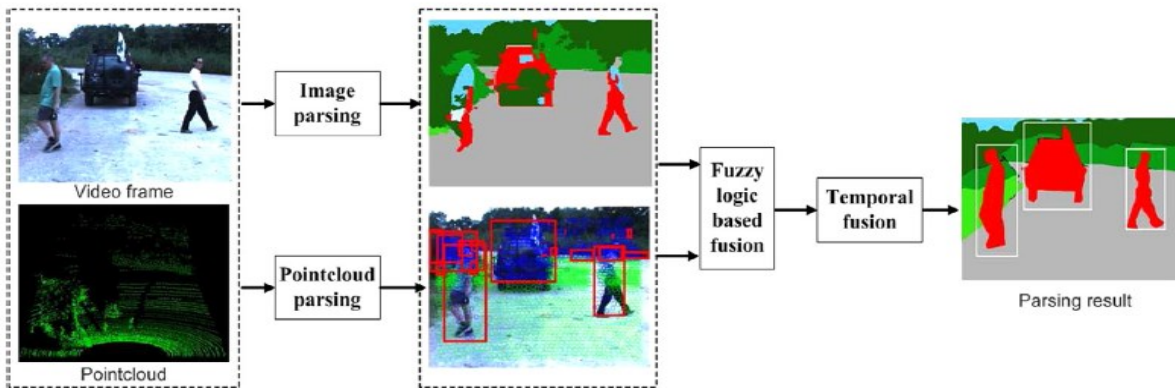 Video frame
Pointcloud
Image
parsing
Pointcloud
parsing
Fuzzy
logic
based
fusion
Temporal
fusion
Parsing result